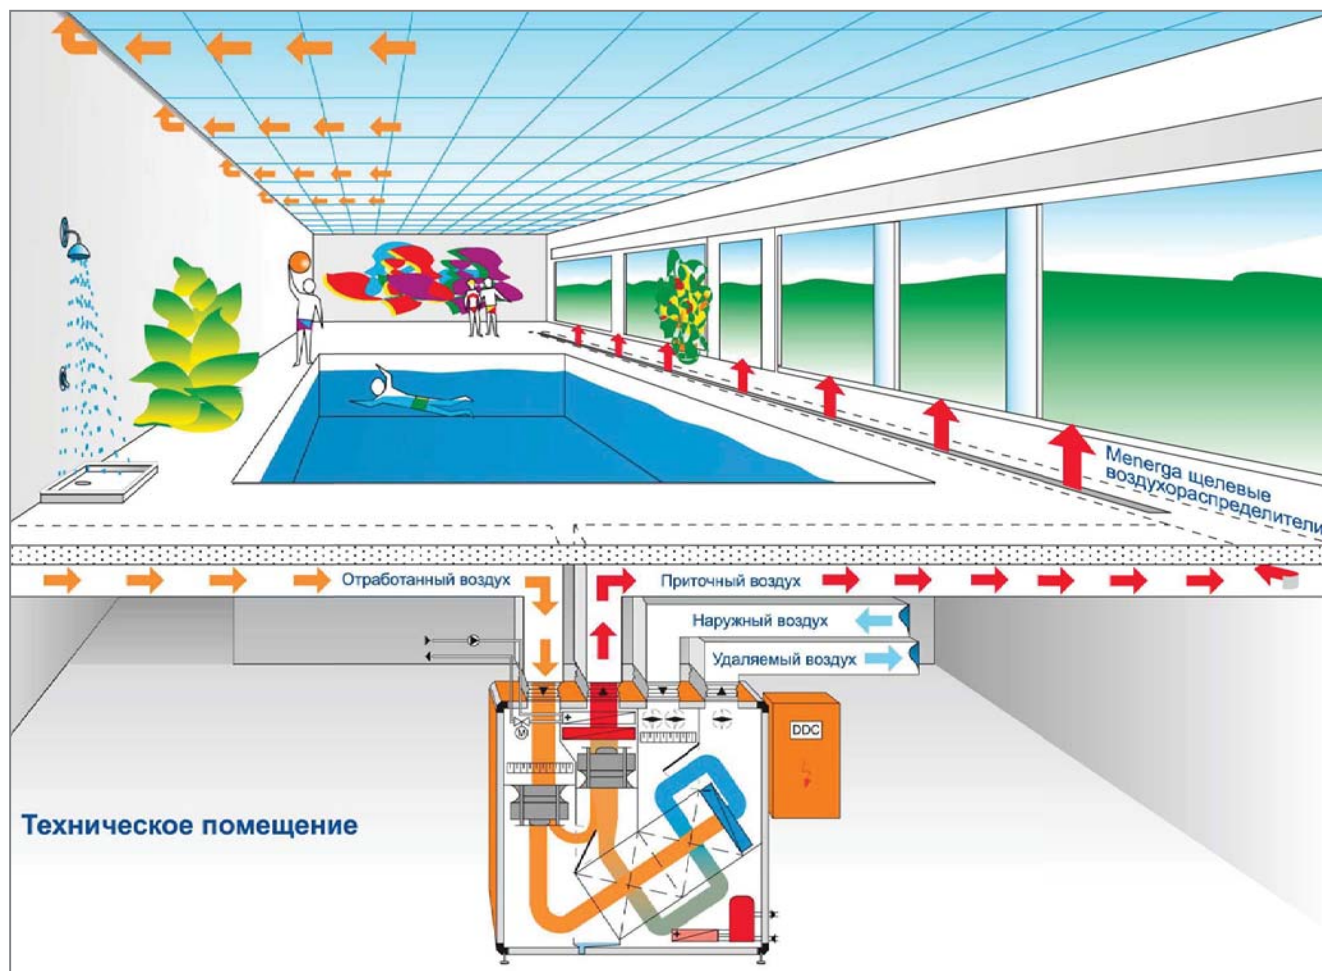 Menerga щелевые
воздухораспределители
Отработанный воздух
Приточный воздух
Наружный воздух
Удаляемый воздух
M
+
DDC
Техническое помещение
+